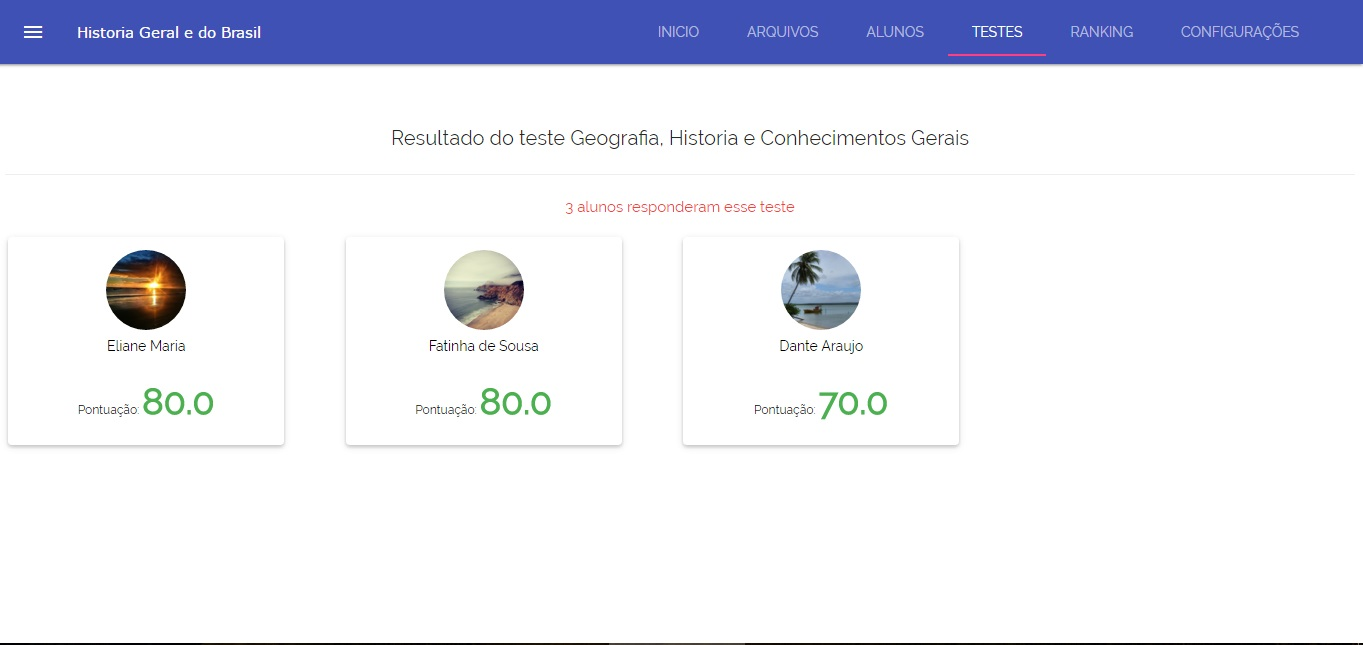 Historia Geral e do Brasil INICIO ARQUIVOS ALUNOS TESTES RANKING CONFIGURAÇÕES
Resultado do teste Geografia, Historia e Conhecimentos Gerais
3 alunos responderam esse teste
Eliane Maria
Pontuação: 80.0
Fatinha de Sousa
Pontuação: 80.0
Dante Araujo
Pontuação: 70.0